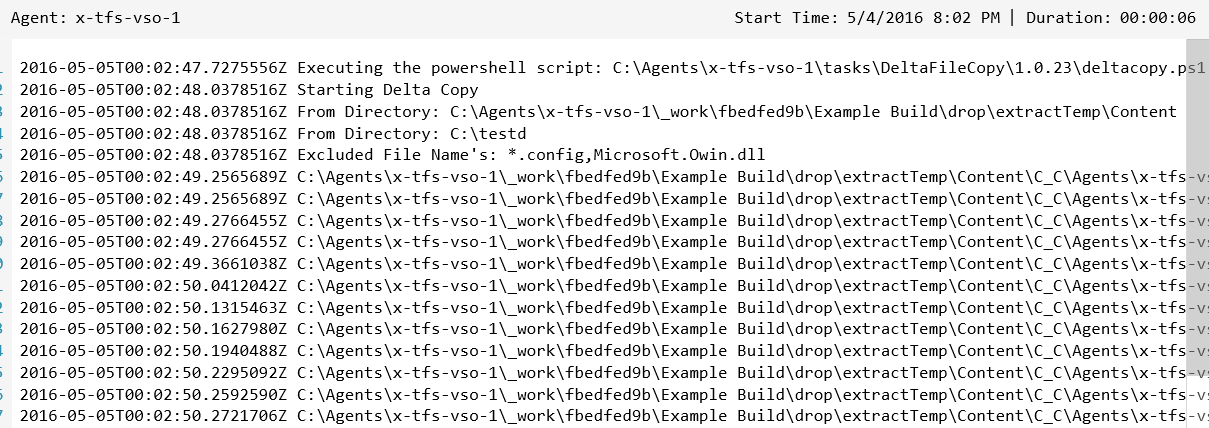 Agent: x-tfs-vso-1 Start Time: 5/4/2016 8:02 PM | Duration: 00:00:06
2016-05-05T00:02:47.7275556Z Executing the powershell script: C:\Agents\x-tfs-vso-1\tasks\DeltaFileCopy\1.0.23\deltacopy.ps1
2016-05-05T00:02:48.0378516Z Starting Delta Copy
2016-05-05T00:02:48.0378516Z From Directory: C:\Agents\x-tfs-vso-1\_work\fbedfed9b\Example Build\drop\extractTemp\Content
2016-05-05T00:02:48.0378516Z From Directory: C:\testd
2016-05-05T00:02:48.0378516Z Excluded File Name's: *.config,Microsoft.Owin.dll
2016-05-05T00:02:49.2565689Z C:\Agents\x-tfs-vso-1\_work\fbedfed9b\Example Build\drop\extractTemp\Content\C_C\Agents\x-tfs-vs
2016-05-05T00:02:49.2565689Z C:\Agents\x-tfs-vso-1\_work\fbedfed9b\Example Build\drop\extractTemp\Content\C_C\Agents\x-tfs-vs
2016-05-05T00:02:49.2766455Z C:\Agents\x-tfs-vso-1\_work\fbedfed9b\Example Build\drop\extractTemp\Content\C_C\Agents\x-tfs-vs
2016-05-05T00:02:49.2766455Z C:\Agents\x-tfs-vso-1\_work\fbedfed9b\Example Build\drop\extractTemp\Content\C_C\Agents\x-tfs-vs
2016-05-05T00:02:49.3661038Z C:\Agents\x-tfs-vso-1\_work\fbedfed9b\Example Build\drop\extractTemp\Content\C_C\Agents\x-tfs-vs
2016-05-05T00:02:50.0412042Z C:\Agents\x-tfs-vso-1\_work\fbedfed9b\Example Build\drop\extractTemp\Content\C_C\Agents\x-tfs-vs
2016-05-05T00:02:50.1315463Z C:\Agents\x-tfs-vso-1\_work\fbedfed9b\Example Build\drop\extractTemp\Content\C_C\Agents\x-tfs-vs
2016-05-05T00:02:50.1627980Z C:\Agents\x-tfs-vso-1\_work\fbedfed9b\Example Build\drop\extractTemp\Content\C_C\Agents\x-tfs-vs
2016-05-05T00:02:50.1940488Z C:\Agents\x-tfs-vso-1\_work\fbedfed9b\Example Build\drop\extractTemp\Content\C_C\Agents\x-tfs-vs
2016-05-05T00:02:50.2295092Z C:\Agents\x-tfs-vso-1\_work\fbedfed9b\Example Build\drop\extractTemp\Content\C_C\Agents\x-tfs-vs
2016-05-05T00:02:50.2592590Z C:\Agents\x-tfs-vso-1\_work\fbedfed9b\Example Build\drop\extractTemp\Content\C_C\Agents\x-tfs-vs
2016-05-05T00:02:50.2721706Z C:\Agents\x-tfs-vso-1\_work\fbedfed9b\Example Build\drop\extractTemp\Content\C_C\Agents\x-tfs-vs